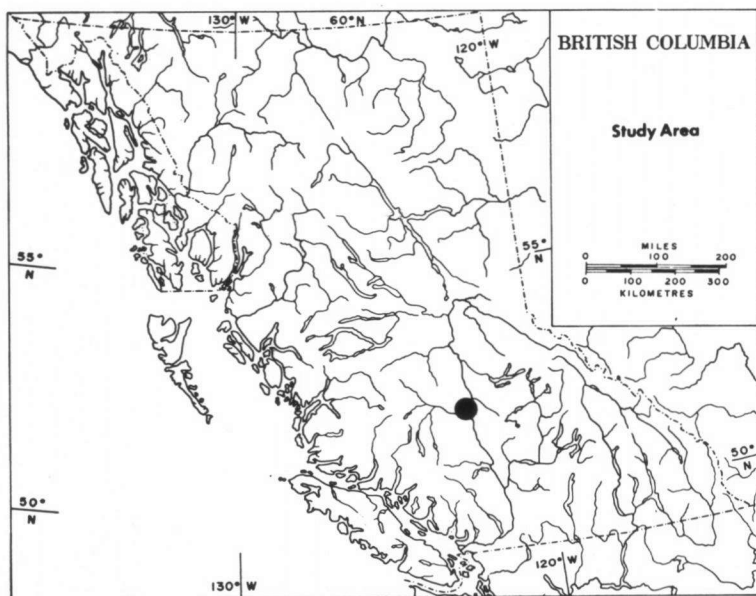 130° W
60° N
120° W
BRITISH COLUMBIA
Study Area
MILES
0 100 200
0 100 200 300
KILOMETRES
55°
N
55°
N
50°
N
50°
N
120° W
130° W